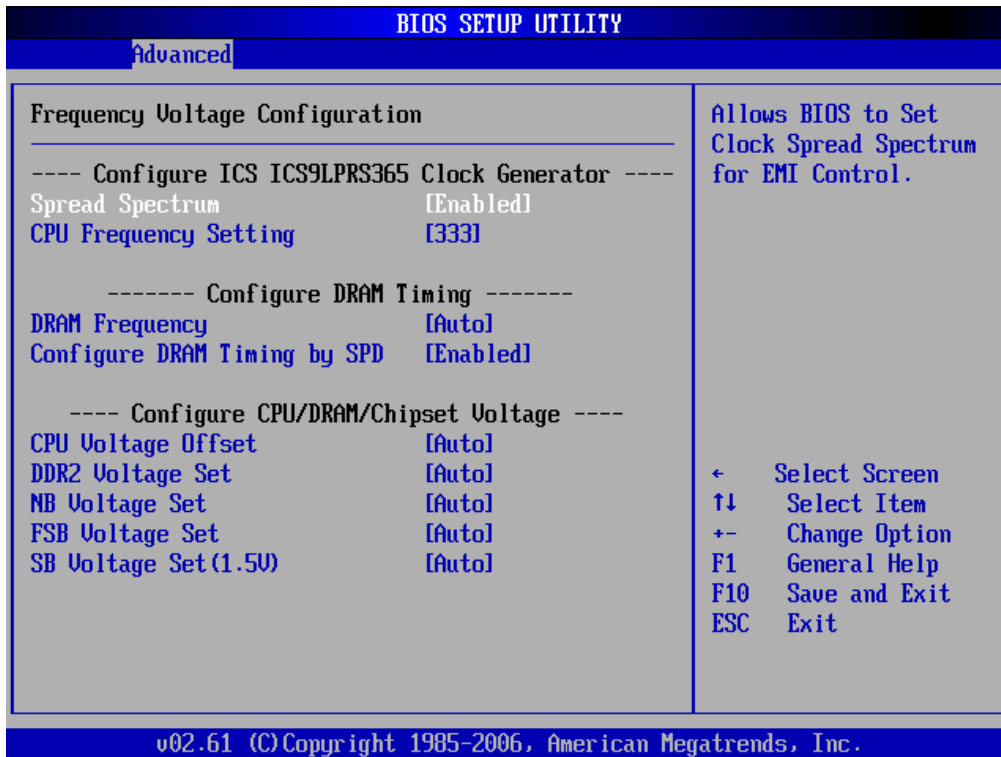 BIOS SETUP UTILITY
Advanced
Frequency Voltage Configuration
---- Configure ICS ICS9LPRS365 Clock Generator ----
Spread Spectrum [Enabled]
CPU Frequency Setting [333]
------- Configure DRAM Timing -------
DRAM Frequency [Auto]
Configure DRAM Timing by SPD [Enabled]
---- Configure CPU/DRAM/Chipset Voltage ----
CPU Voltage Offset [Auto]
DDR2 Voltage Set [Auto]
NB Voltage Set [Auto]
FSB Voltage Set [Auto]
SB Voltage Set(1.5V) [Auto]
Allows BIOS to Set
Clock Spread Spectrum
for EMI Control.
← Select Screen
↑↓ Select Item
+- Change Option
F1 General Help
F10 Save and Exit
ESC Exit
v02.61 (C)Copyright 1985-2006, American Megatrends, Inc.